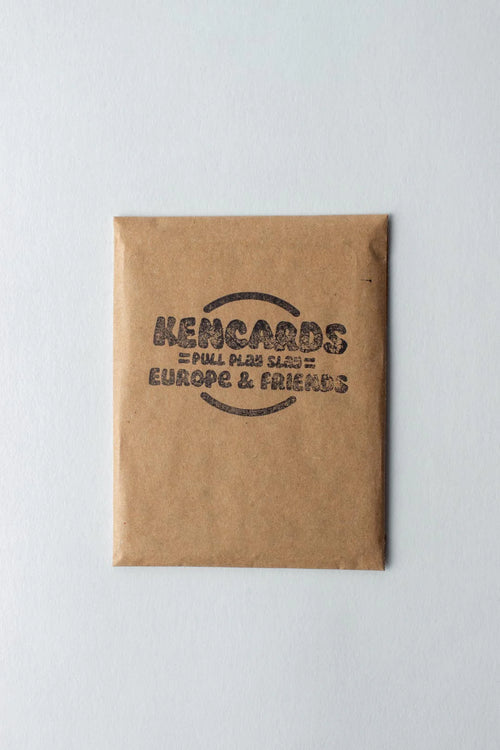 KENCARDS
=PULL PLAY SLAY=
EUROPE & FRIENDS